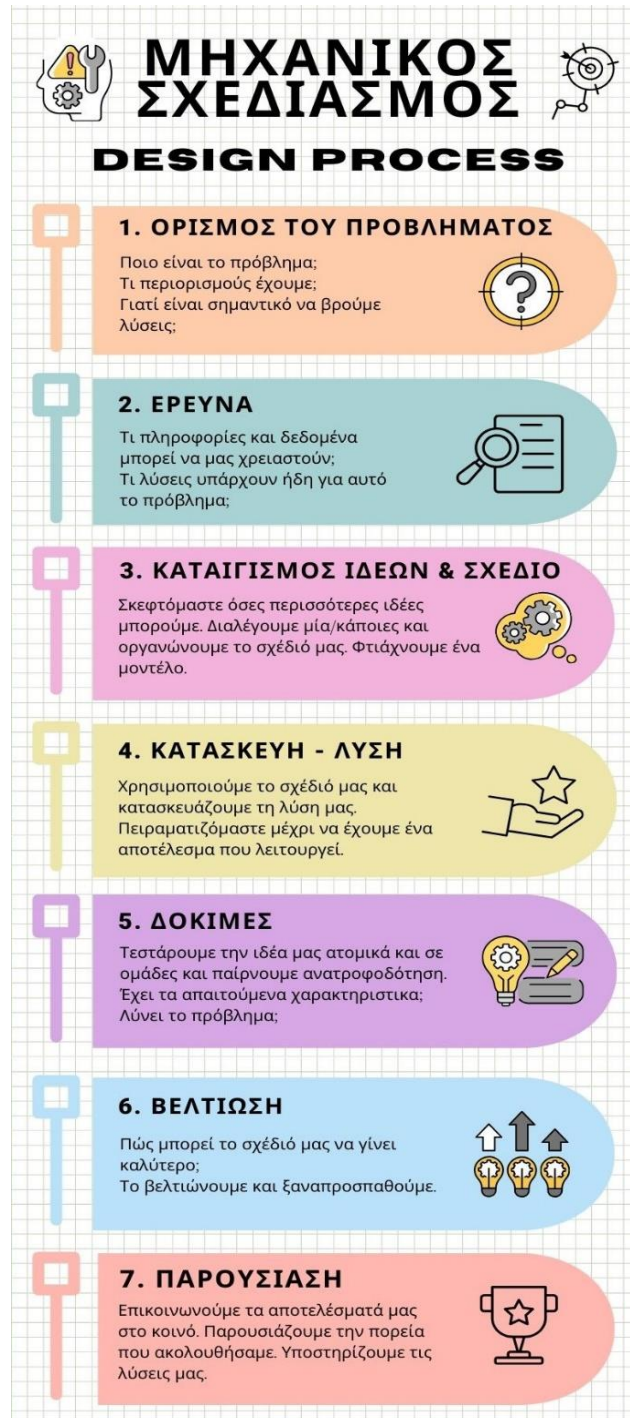 ΜΗΧΑΝΙΚΟΣ
ΣΧΕΔΙΑΣΜΟΣ
DESIGN PROCESS
1. ΟΡΙΣΜΟΣ ΤΟΥ ΠΡΟΒΛΗΜΑΤΟΣ
Ποιο είναι το πρόβλημα;
Τι περιορισμούς έχουμε;
Γιατί είναι σημαντικό να βρούμε
λύσεις;
2. ΕΡΕΥΝΑ
Τι πληροφορίες και δεδομένα
μπορεί να μας χρειαστούν;
Τι λύσεις υπάρχουν ήδη για αυτό
το πρόβλημα;
3. ΚΑΤΑΙΓΙΣΜΟΣ ΙΔΕΩΝ & ΣΧΕΔΙΟ
Σκεφτόμαστε όσες περισσότερες ιδέες
μπορούμε. Διαλέγουμε μία/κάποιες και
οργανώνουμε το σχέδιό μας. Φτιάχνουμε ένα
μοντέλο.
4. ΚΑΤΑΣΚΕΥΗ - ΛΥΣΗ
Χρησιμοποιούμε το σχέδιό μας και
κατασκευάζουμε τη λύση μας.
Πειραματιζόμαστε μέχρι να έχουμε ένα
αποτέλεσμα που λειτουργεί.
5. ΔΟΚΙΜΕΣ
Τεστάρουμε την ιδέα μας ατομικά και σε
ομάδες και παίρνουμε ανατροφοδότηση.
Έχει τα απαιτούμενα χαρακτηριστικα;
Λύνει το πρόβλημα;
6. ΒΕΛΤΙΩΣΗ
Πώς μπορεί το σχέδιό μας να γίνει
καλύτερο;
Το βελτιώνουμε και ξαναπροσπαθούμε.
7. ΠΑΡΟΥΣΙΑΣΗ
Επικοινωνούμε τα αποτελέσματά μας
στο κοινό. Παρουσιάζουμε την πορεία
που ακολουθήσαμε. Υποστηρίζουμε τις
λύσεις μας.